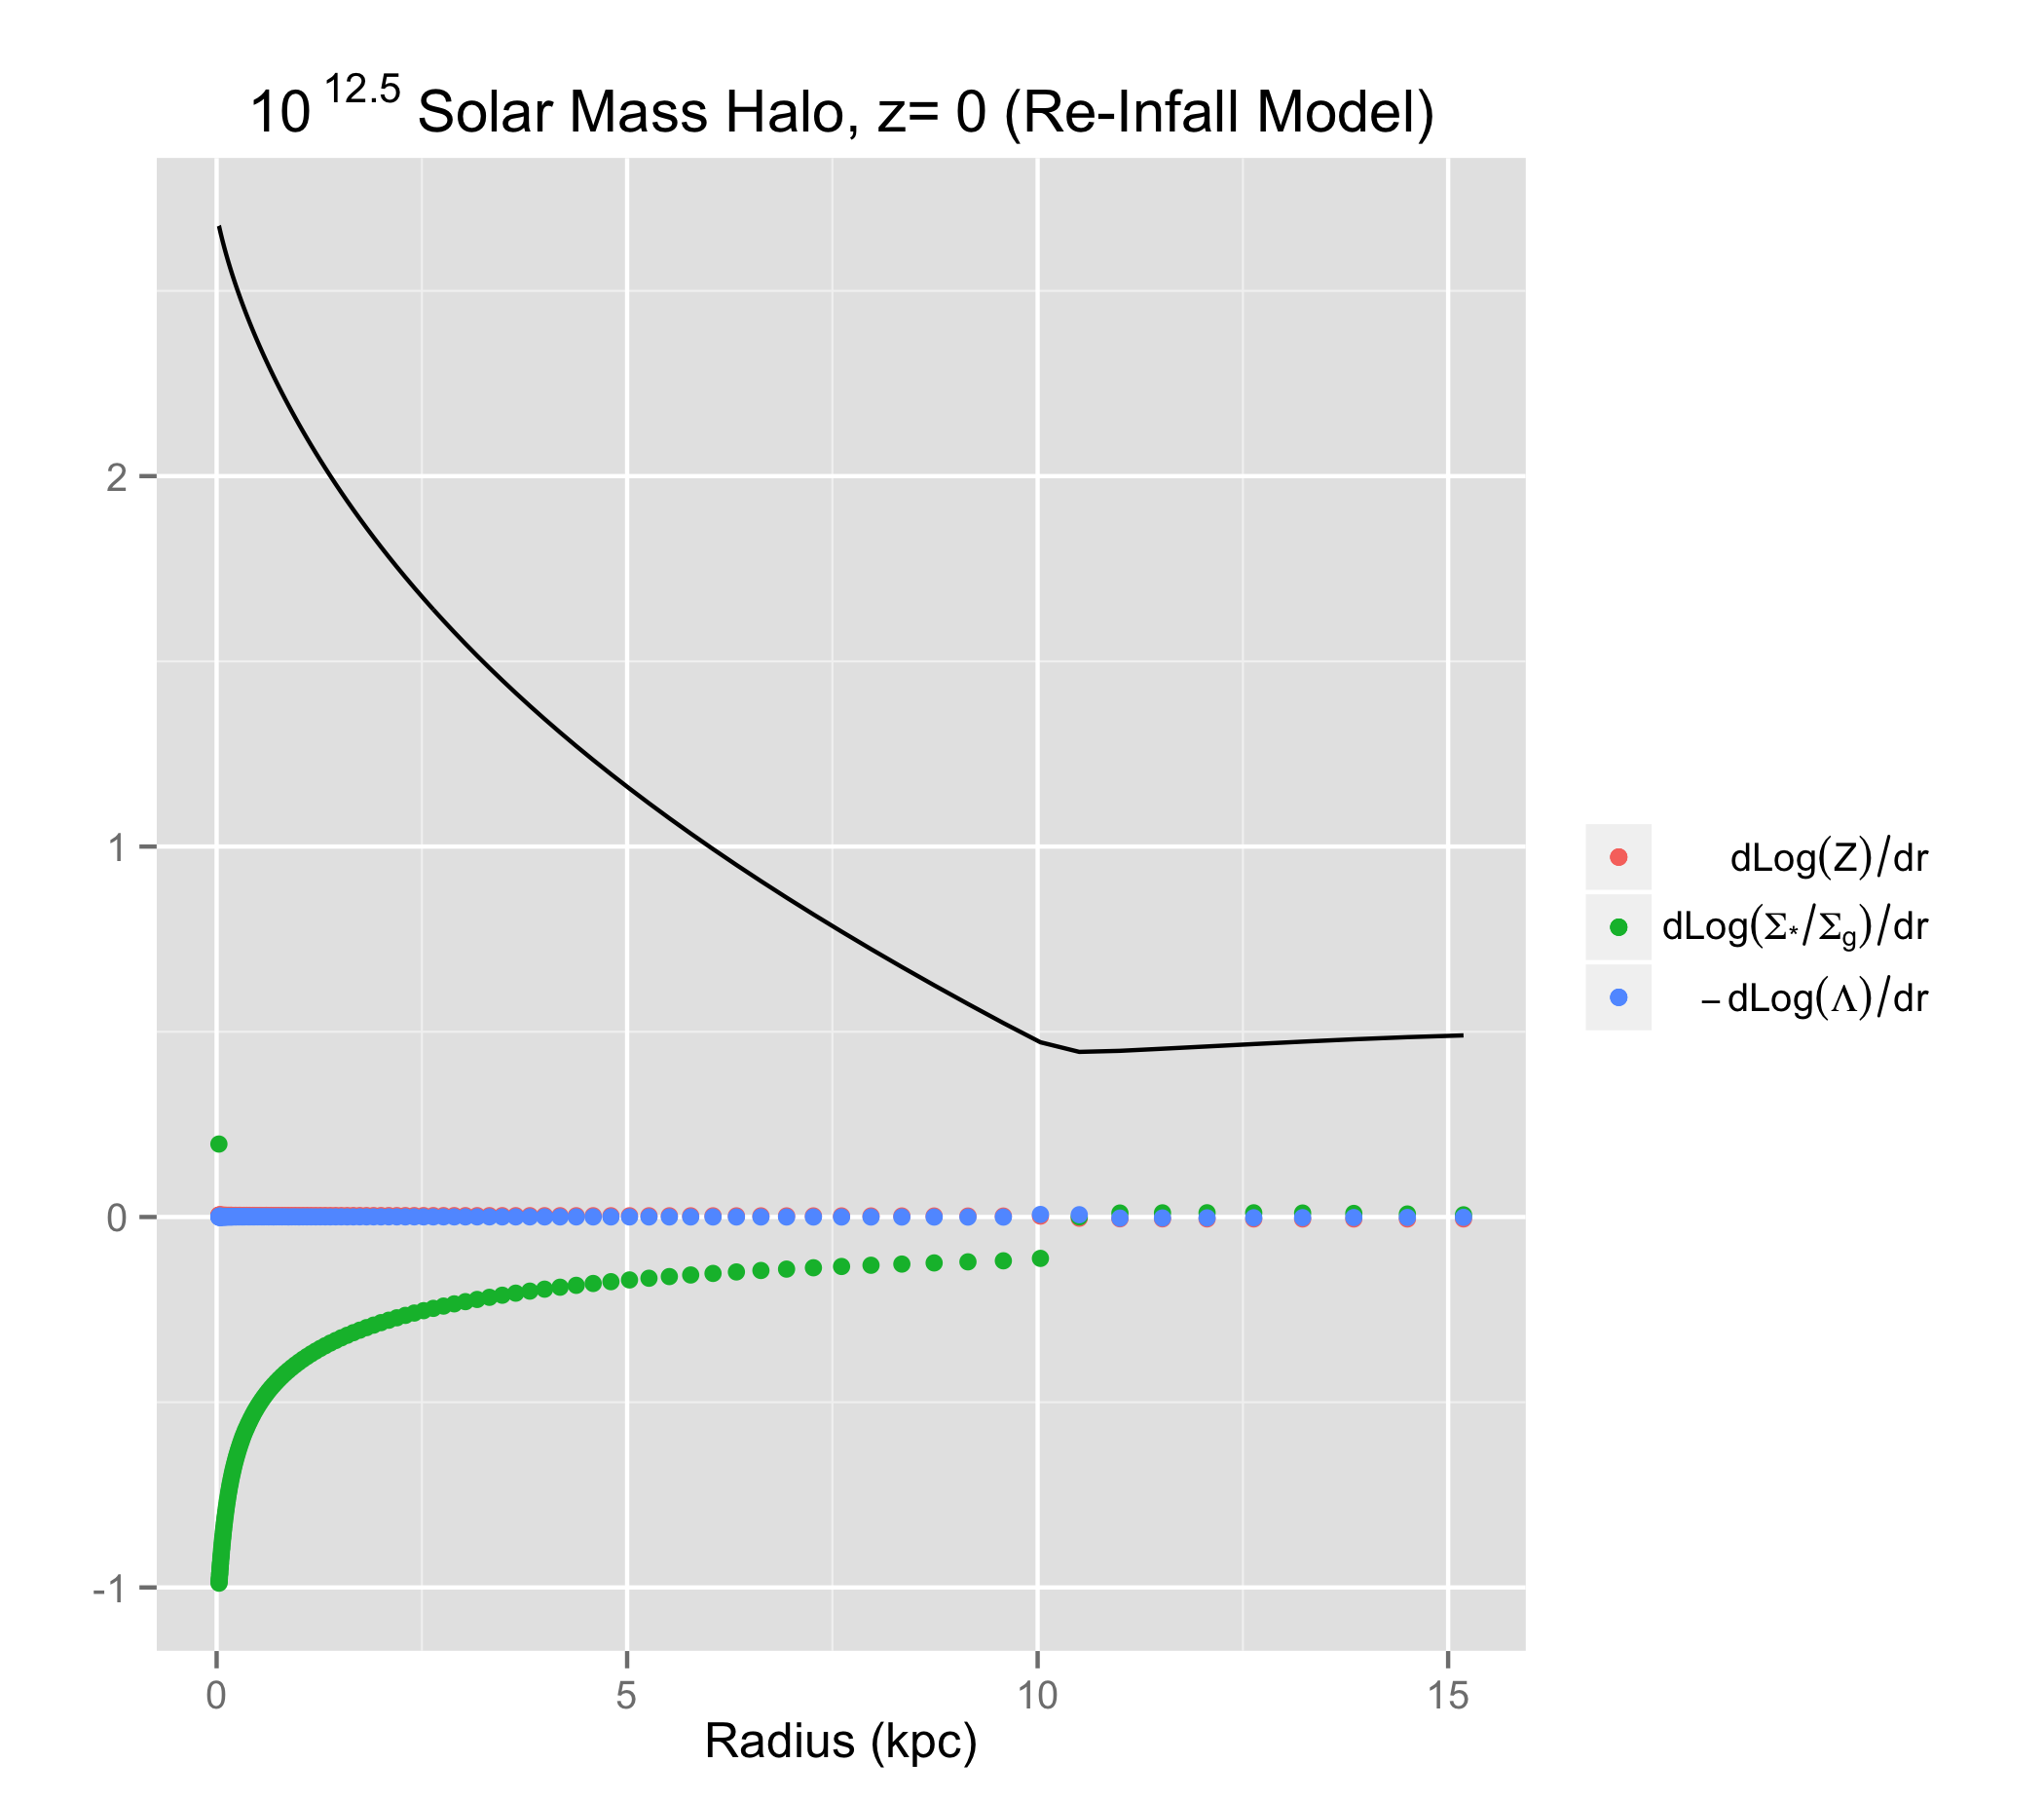 10^12.5 Solar Mass Halo, z= 0 (Re-Infall Model)
2
1
0
-1
0 5 10 15
Radius (kpc)
dLog(Z)/dr
dLog(Σ*/Σg)/dr
−dLog(Λ)/dr